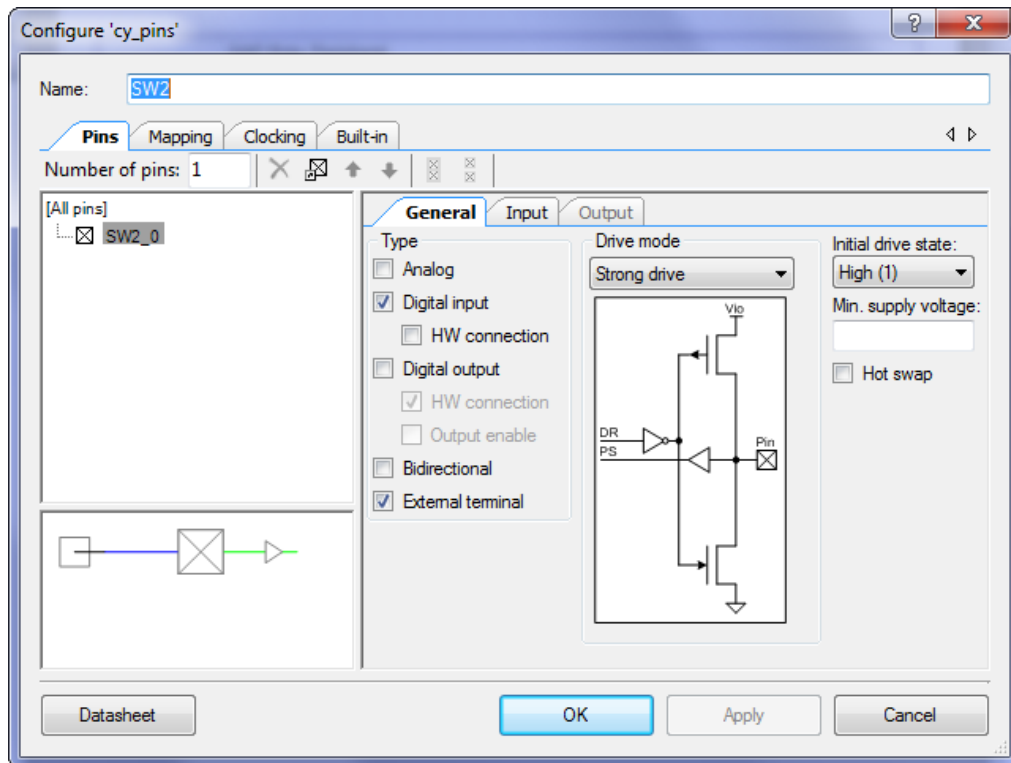 Configure 'cy_pins'
Name: SW2
Pins Mapping Clocking Built-in
Number of pins: 1
[All pins]
SW2_0
General Input Output
Type
Analog
Digital input
HW connection
Digital output
HW connection
Output enable
Bidirectional
External terminal
Drive mode
Strong drive
Vio
DR
PS
Pin
Initial drive state:
High (1)
Min. supply voltage:
Hot swap
Datasheet OK Apply Cancel